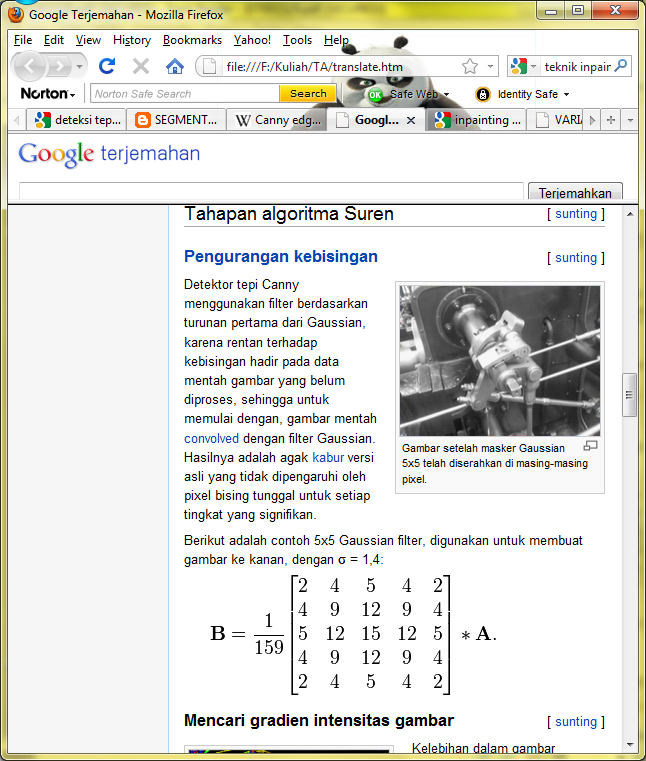 Google Terjemahan - Mozilla Firefox
File Edit View History Bookmarks Yahoo! Tools Help
file:///F:/Kuliah/TA/translate.htm
teknik inpair
Norton
Norton Safe Search
Search
OK
Safe Web
Identity Safe
deteksi tep...
SEGMENT...
W Canny edg...
Googl...
inpainting ...
VARIA
Google terjemahan
Terjemahkan
Tahapan algoritma Suren
[ sunting ]
Pengurangan kebisingan
[ sunting ]
Detektor tepi Canny
menggunakan filter berdasarkan
turunan pertama dari Gaussian,
karena rentan terhadap
kebisingan hadir pada data
mentah gambar yang belum
diproses, sehingga untuk
memulai dengan, gambar mentah
convolved dengan filter Gaussian.
Hasilnya adalah agak kabur versi
asli yang tidak dipengaruhi oleh
pixel bising tunggal untuk setiap
tingkat yang signifikan.
Gambar setelah masker Gaussian
5x5 telah diserahkan di masing-masing
pixel.
Berikut adalah contoh 5x5 Gaussian filter, digunakan untuk membuat
gambar ke kanan, dengan σ = 1,4:
2 4 5 4 2
4 9 12 9 4
B = 1/159 5 12 15 12 5 * A.
4 9 12 9 4
2 4 5 4 2
Mencari gradien intensitas gambar
[ sunting ]
Kelebihan dalam gambar